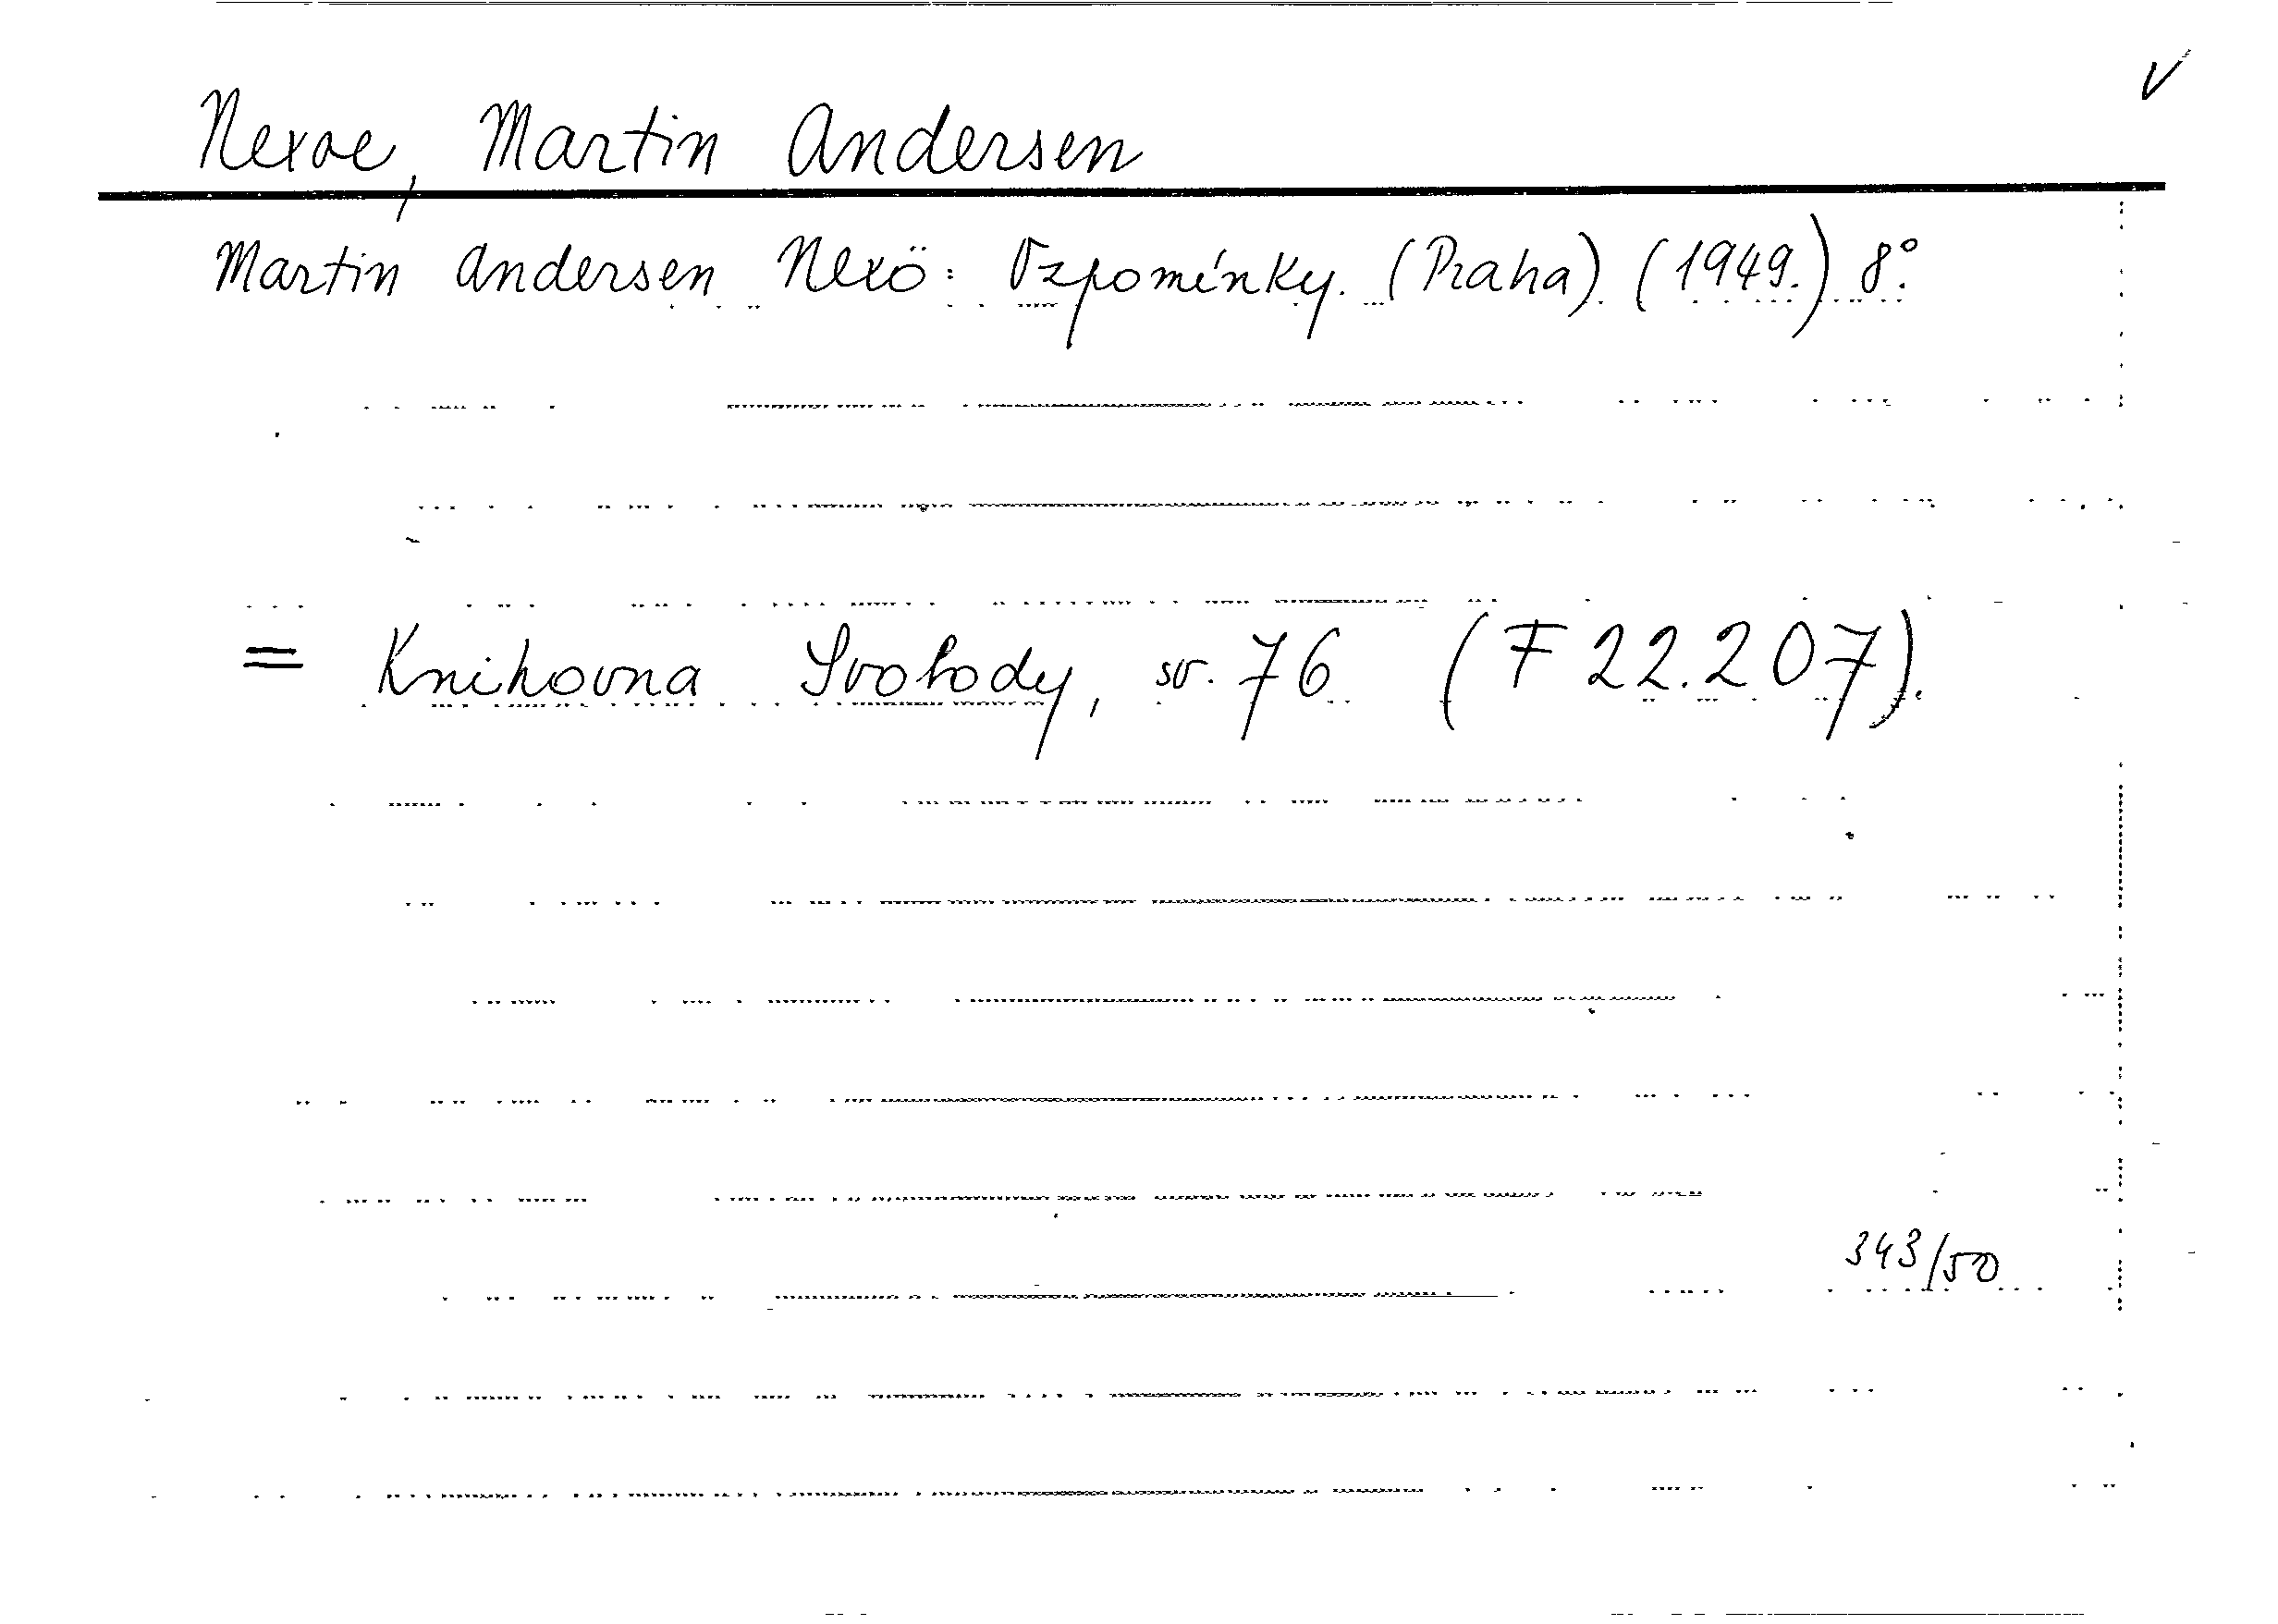 Nexoe, Martin Andersen
Martin Andersen Nexö: Vzpomínky. (Praha) (1949.) 8°.
= Knihovna Svobody, sv. 76 (F 22.207).
343/50